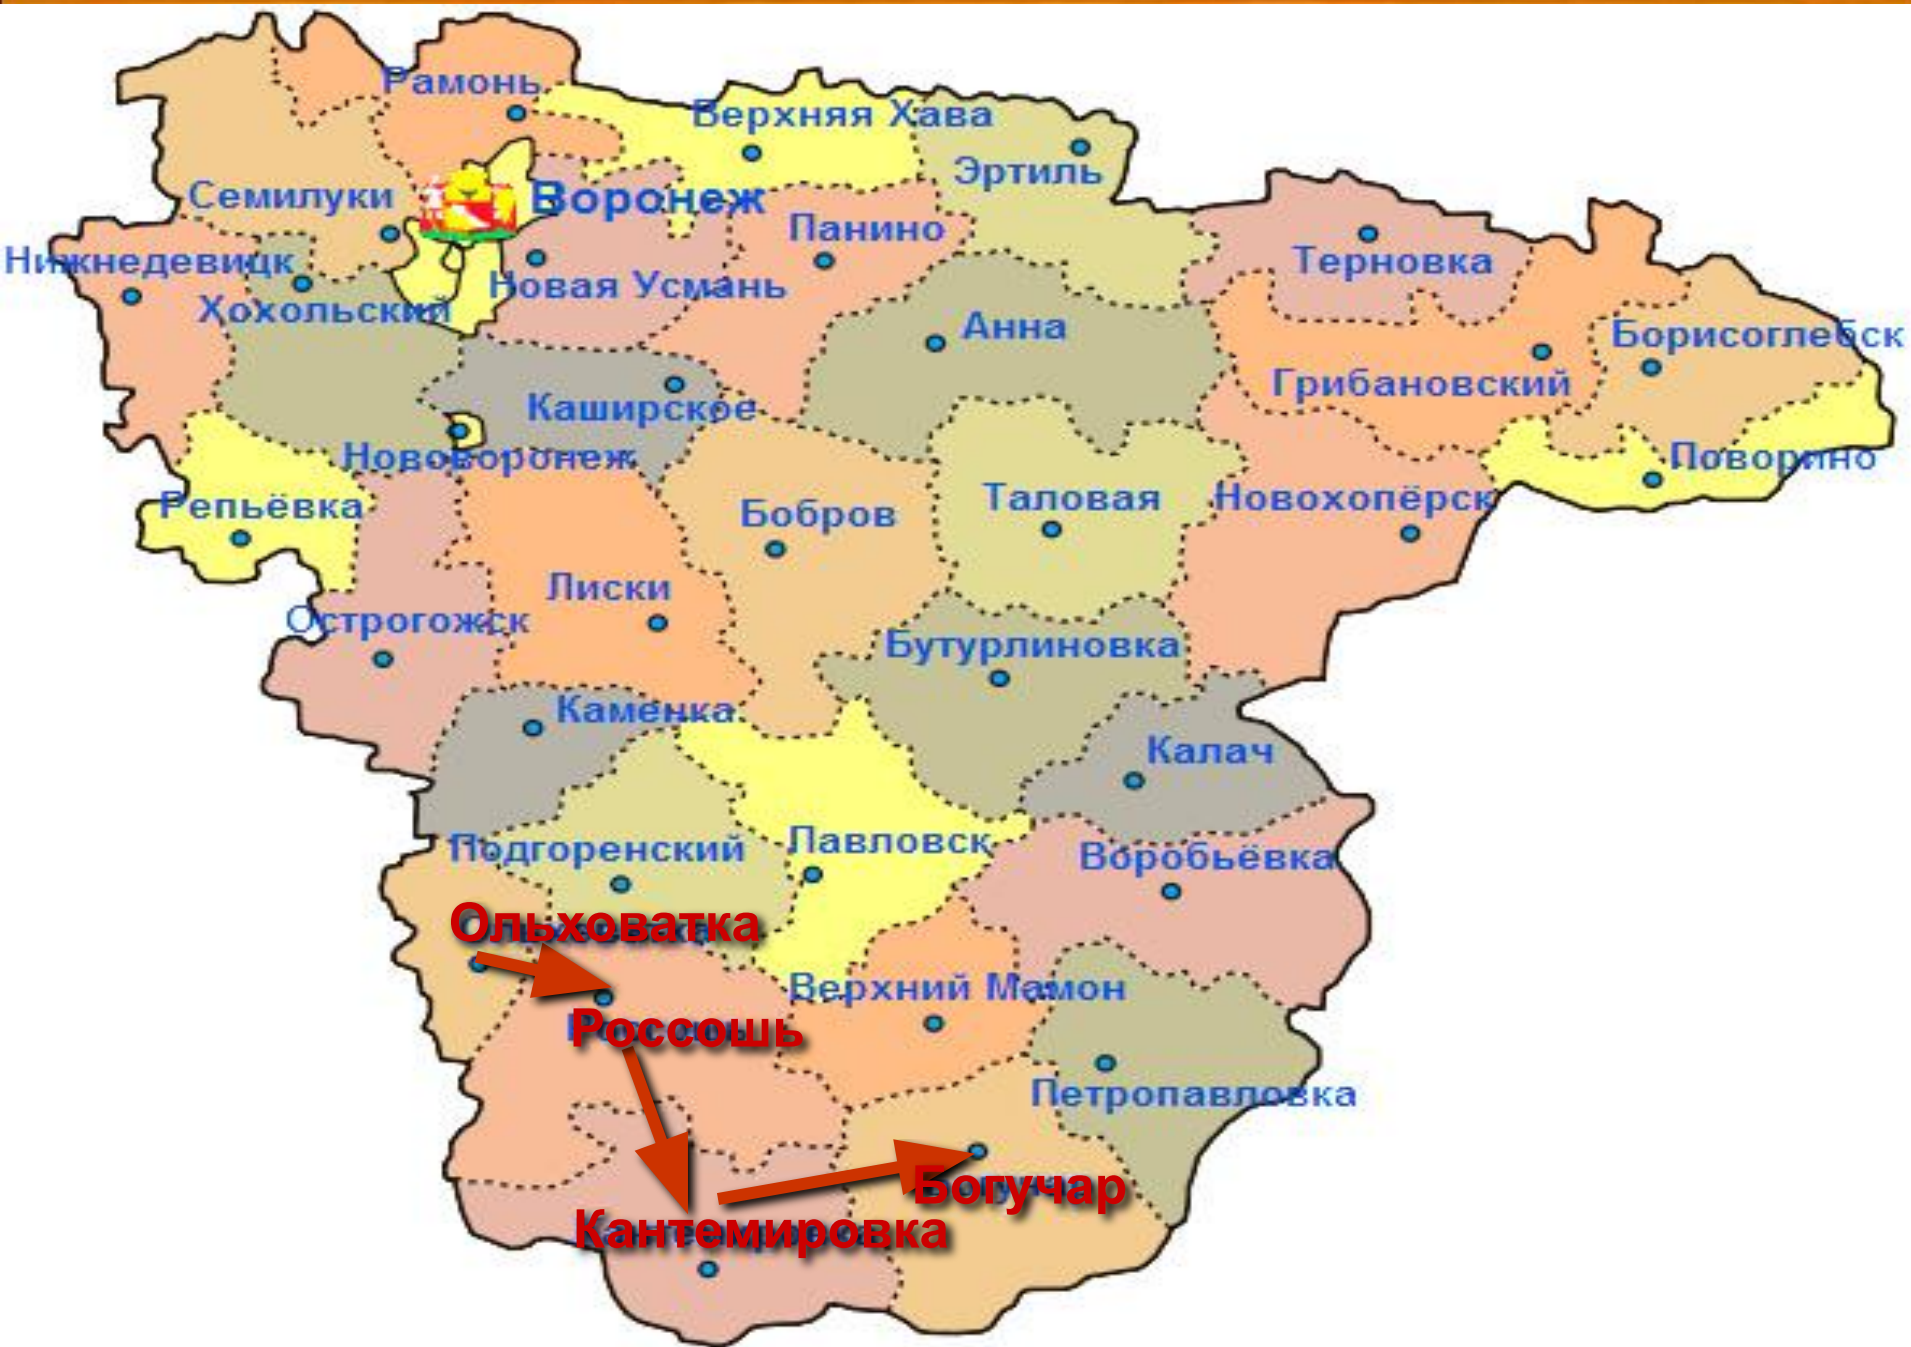 Рамонь
Верхняя Хава
Эртиль
Семилуки
Воронеж
Панино
Нижнедевицк
Терновка
Новая Усмань
Хохольский
Анна
Борисоглебск
Грибановский
Каширское
Нововоронеж
Поворино
Репьёвка
Бобров
Таловая
Новохопёрск
Лиски
Острогожск
Бутурлиновка
Каменка
Калач
Подгоренский
Павловск
Воробьёвка
Ольховатка
Верхний Мамон
Россошь
Петропавловка
Богучар
Кантемировка